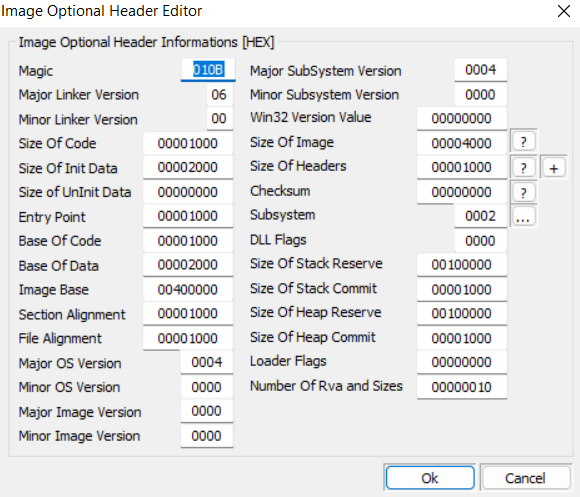 Image Optional Header Editor
Image Optional Header Informations [HEX]
Magic 010B
Major Linker Version 06
Minor Linker Version 00
Size Of Code 00001000
Size Of Init Data 00002000
Size of UnInit Data 00000000
Entry Point 00001000
Base Of Code 00001000
Base Of Data 00002000
Image Base 00400000
Section Alignment 00001000
File Alignment 00001000
Major OS Version 0004
Minor OS Version 0000
Major Image Version 0000
Minor Image Version 0000
Major SubSystem Version 0004
Minor Subsystem Version 0000
Win32 Version Value 00000000
Size Of Image 00004000 ?
Size Of Headers 00001000 ? +
Checksum 00000000 ?
Subsystem 0002 ...
DLL Flags 0000
Size Of Stack Reserve 00100000
Size Of Stack Commit 00001000
Size Of Heap Reserve 00100000
Size Of Heap Commit 00001000
Loader Flags 00000000
Number Of Rva and Sizes 00000010
Ok Cancel